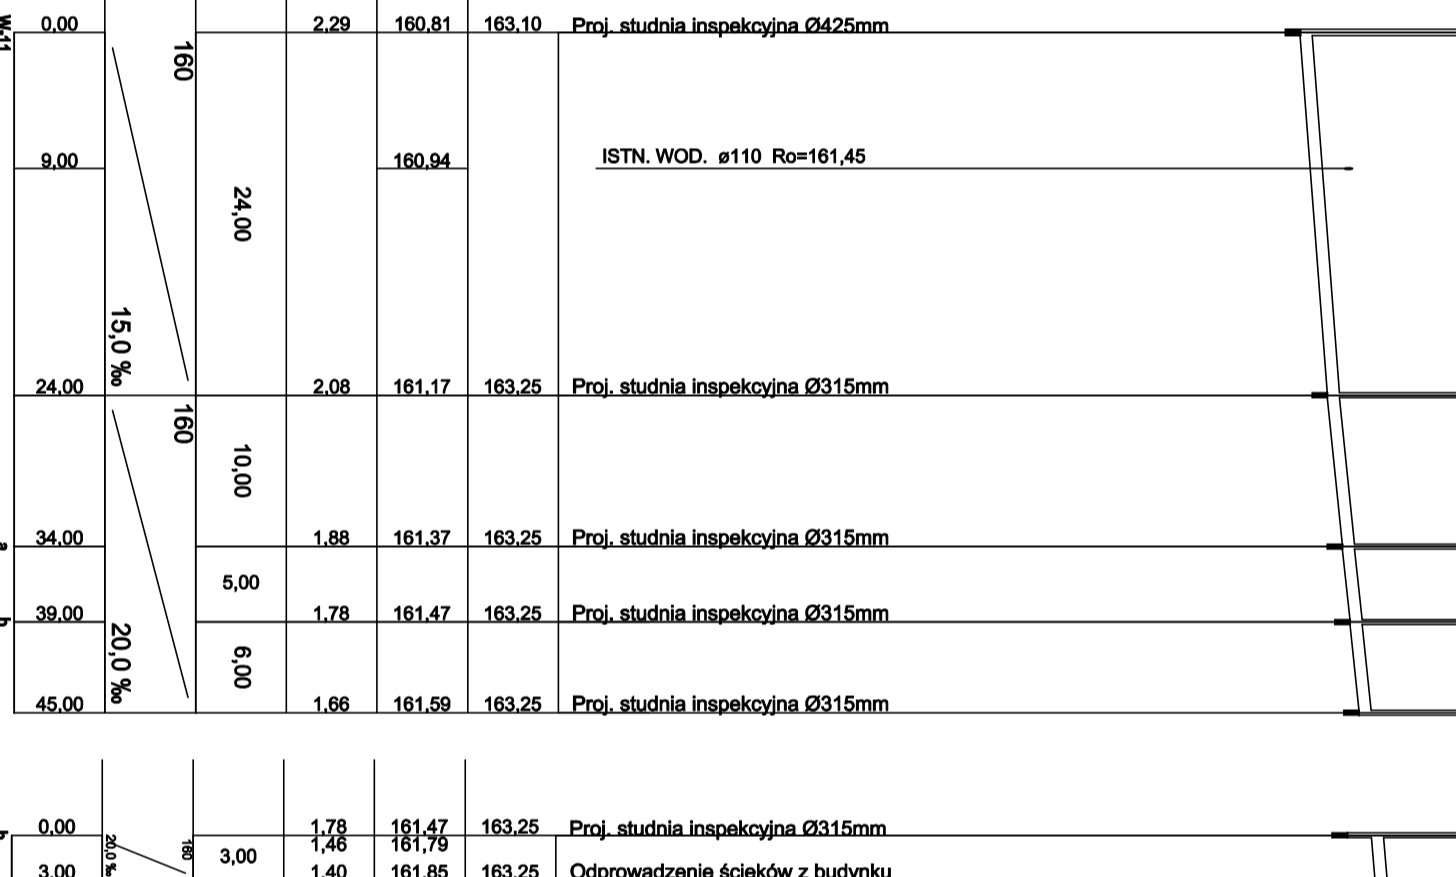 W-11 0,00 2,29 160,81 163,10 Proj. studnia inspekcyjna Ø425mm
160
9,00 160,94 ISTN. WOD. ø110 Ro=161,45
24,00
15,0 ‰
24,00 2,08 161,17 163,25 Proj. studnia inspekcyjna Ø315mm
160
10,00
a 34,00 1,88 161,37 163,25 Proj. studnia inspekcyjna Ø315mm
5,00
39,00 1,78 161,47 163,25 Proj. studnia inspekcyjna Ø315mm
20,0 ‰
6,00
45,00 1,66 161,59 163,25 Proj. studnia inspekcyjna Ø315mm
0,00 1,78 161,47 163,25 Proj. studnia inspekcyjna Ø315mm
1,46 161,79
20,0 ‰ 160 3,00
3,00 1,40 161,85 163,25 Odprowadzenie ścieków z budynku